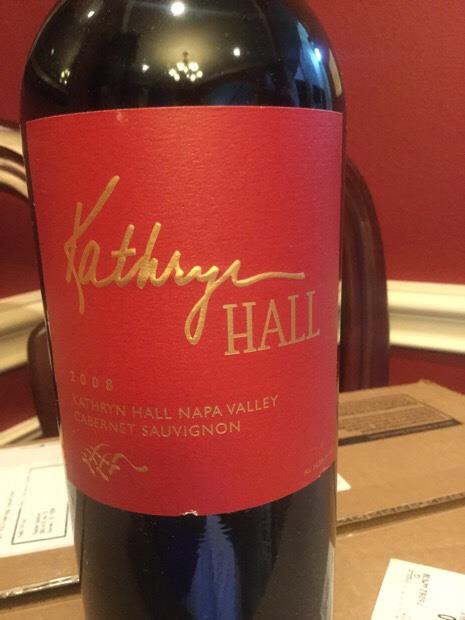 Kathryn
HALL
2008
KATHRYN HALL NAPA VALLEY
CABERNET SAUVIGNON